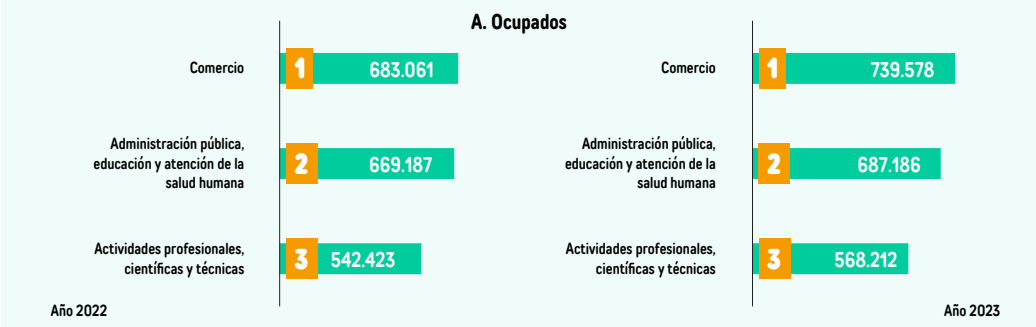 A. Ocupados
Comercio
1
683.061
Administración pública,
educación y atención de la
salud humana
2
669.187
Actividades profesionales,
científicas y técnicas
3
542.423
Año 2022
Comercio
1
739.578
Administración pública,
educación y atención de la
salud humana
2
687.186
Actividades profesionales,
científicas y técnicas
3
568.212
Año 2023